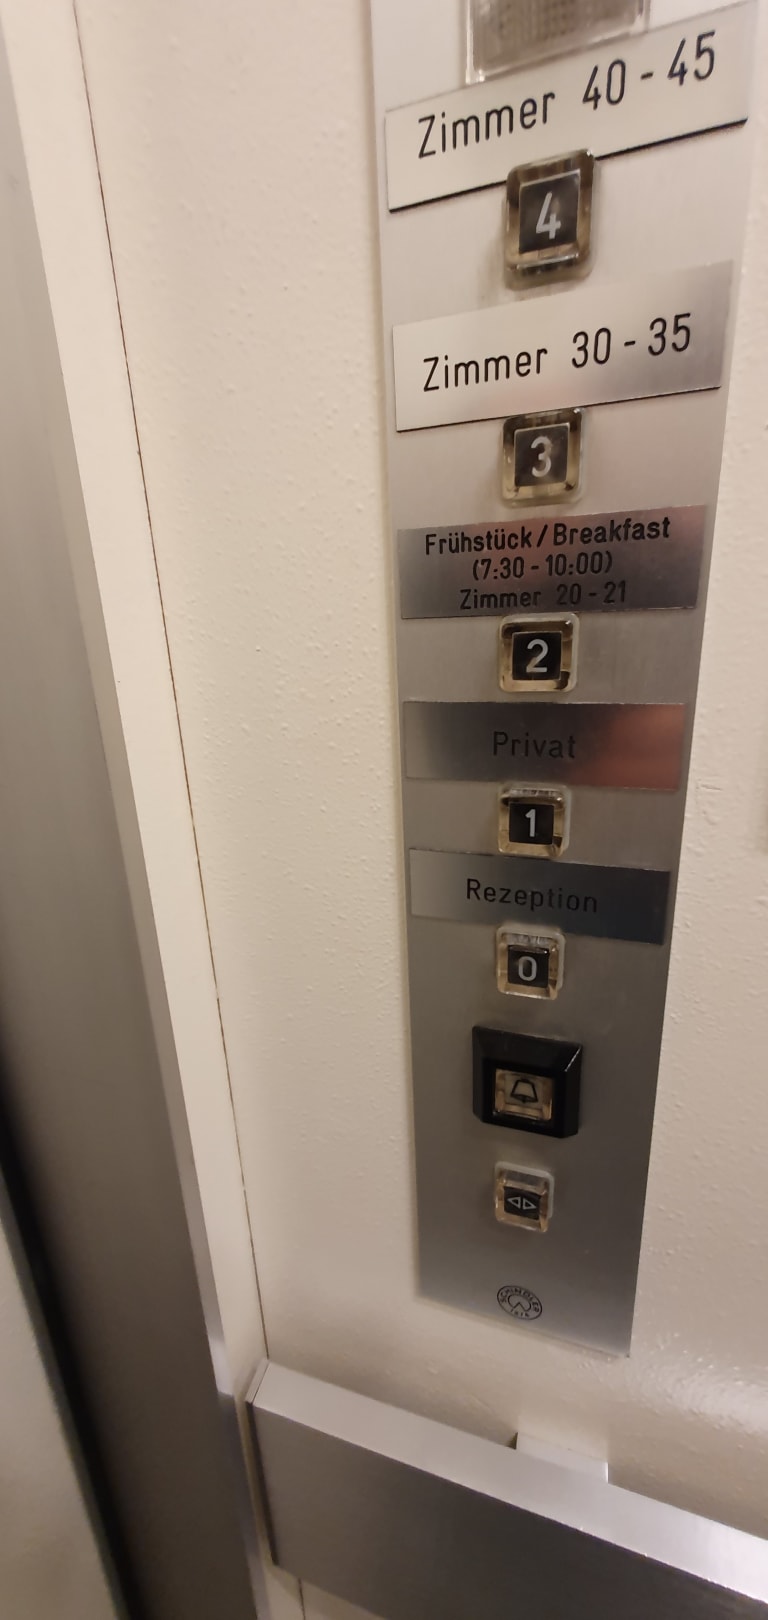 Zimmer 40 - 45
4
Zimmer 30 - 35
3
Frühstück / Breakfast
(7:30 - 10:00)
Zimmer 20 - 21
2
Privat
1
Rezeption
0
SCHINDLER